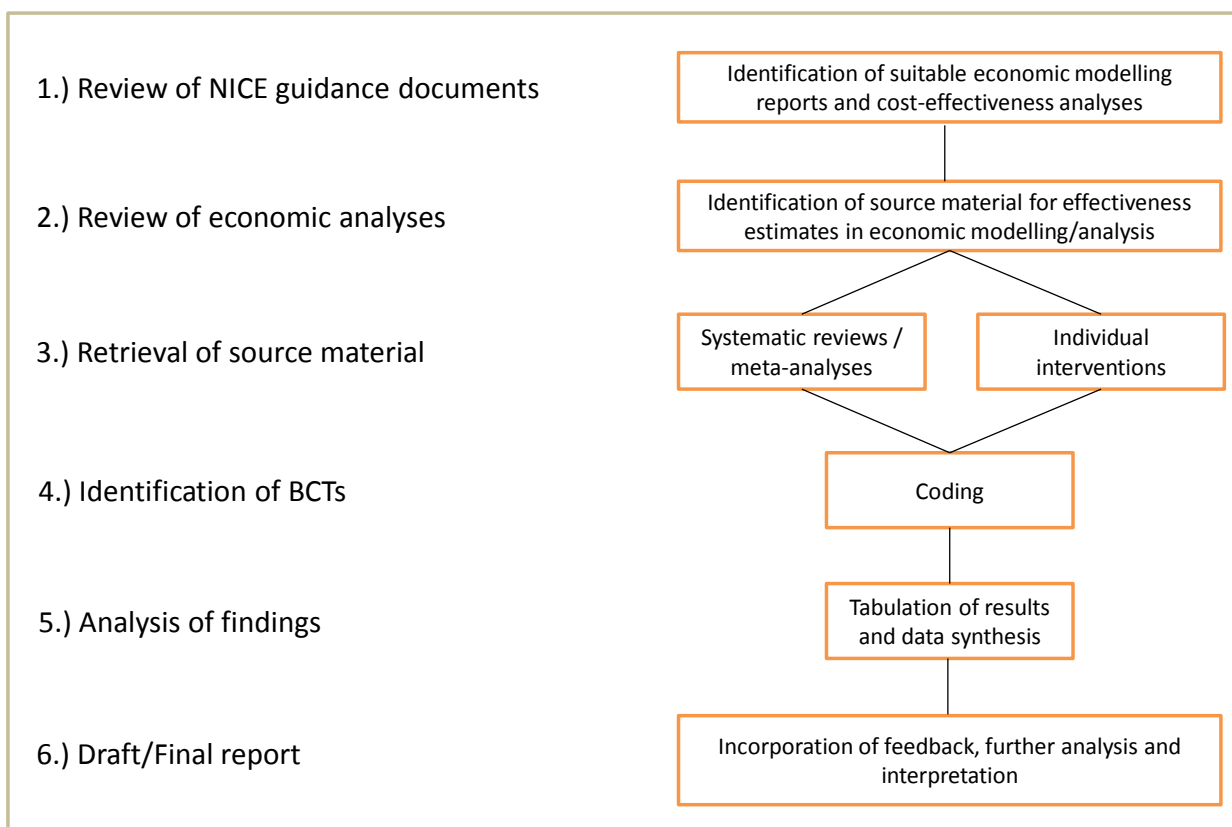 1.) Review of NICE guidance documents
Identification of suitable economic modelling
reports and cost-effectiveness analyses
2.) Review of economic analyses
Identification of source material for effectiveness
estimates in economic modelling/analysis
3.) Retrieval of source material
Systematic reviews /
meta-analyses
Individual
interventions
4.) Identification of BCTs
Coding
5.) Analysis of findings
Tabulation of results
and data synthesis
6.) Draft/Final report
Incorporation of feedback, further analysis and
interpretation